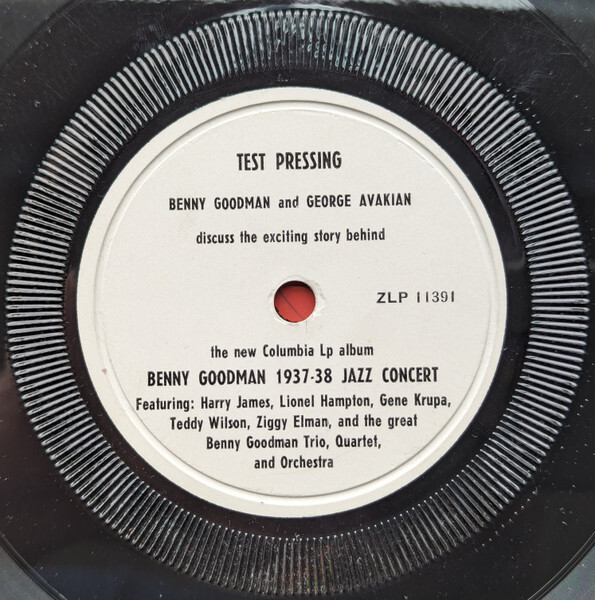 TEST PRESSING
BENNY GOODMAN and GEORGE AVAKIAN
discuss the exciting story behind
ZLP 11391
the new Columbia Lp album
BENNY GOODMAN 1937-38 JAZZ CONCERT
Featuring: Harry James, Lionel Hampton, Gene Krupa,
Teddy Wilson, Ziggy Elman, and the great
Benny Goodman Trio, Quartet,
and Orchestra